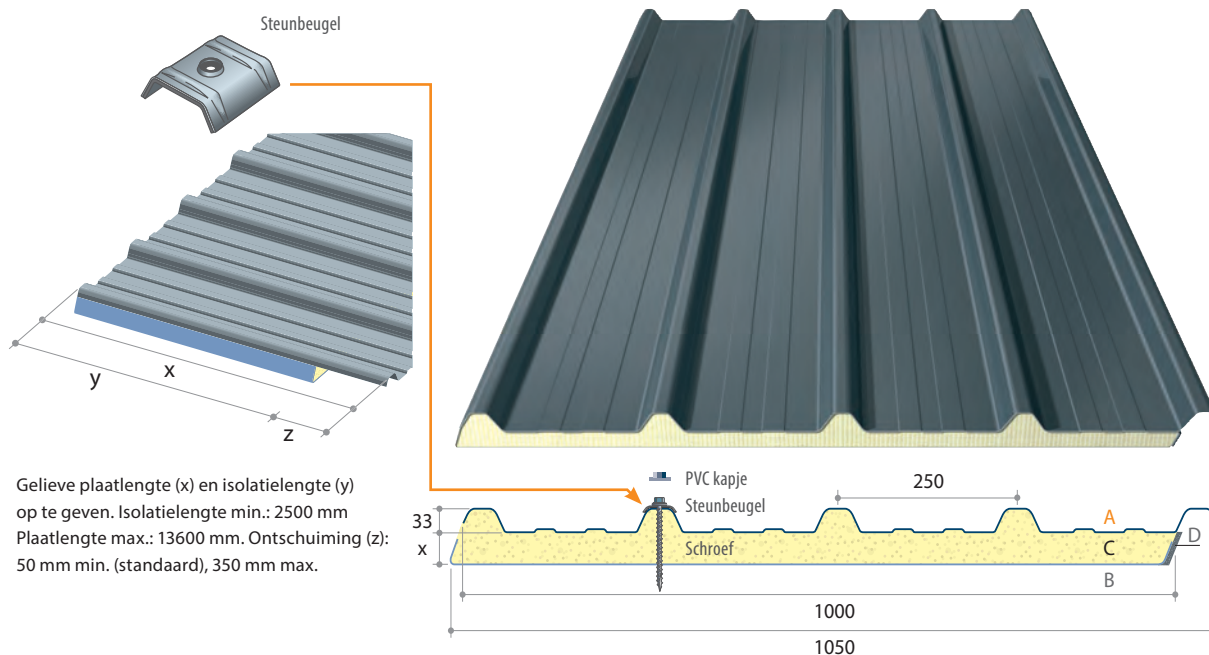 Steunbeugel
x
y
z
Gelieve plaatlengte (x) en isolatielengte (y)
op te geven. Isolatielengte min.: 2500 mm
Plaatlengte max.: 13600 mm. Ontschuiming (z):
50 mm min. (standaard), 350 mm max.
PVC kapje
Steunbeugel
Schroef
250
33
x
A
C
D
B
1000
1050